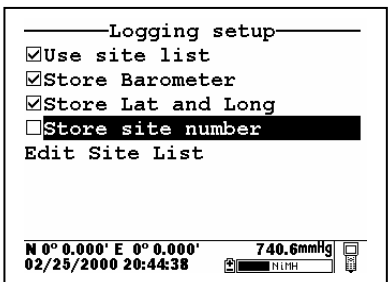 Logging setup
Use site list
Store Barometer
Store Lat and Long
Store site number
Edit Site List
N 0° 0.000' E 0° 0.000' 740.6mmHg
02/25/2000 20:44:38 NiMH